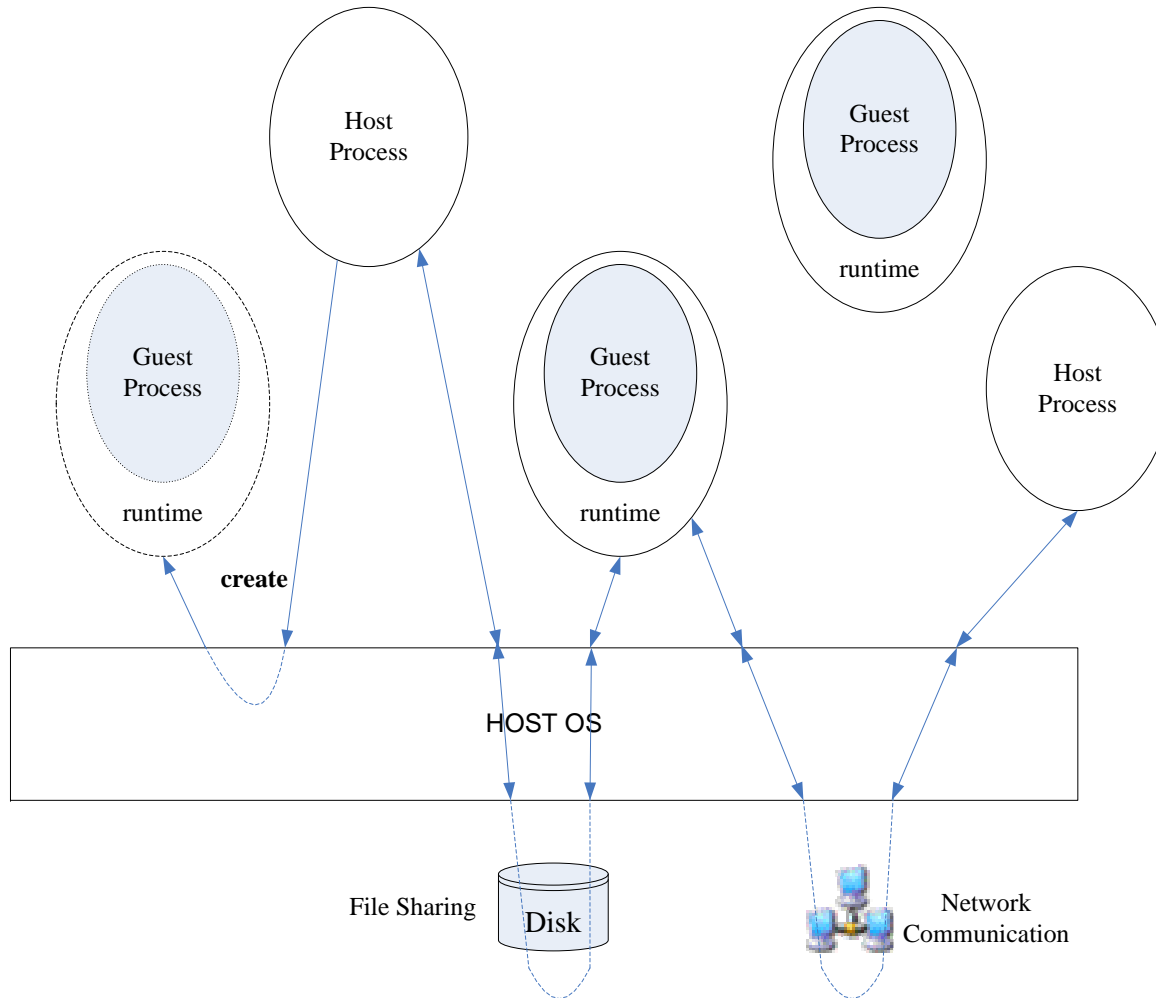 Host
Process
Guest
Process
runtime
Guest
Process
runtime
Guest
Process
runtime
Host
Process
create
HOST OS
File Sharing
Disk
Network
Communication